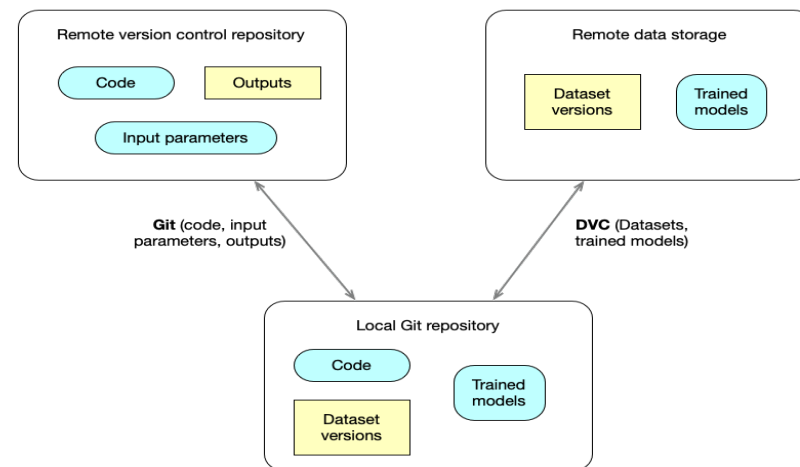 Remote version control repository
Code
Outputs
Input parameters
Remote data storage
Dataset
versions
Trained
models
Git (code, input
parameters, outputs)
DVC (Datasets,
trained models)
Local Git repository
Code
Trained
models
Dataset
versions